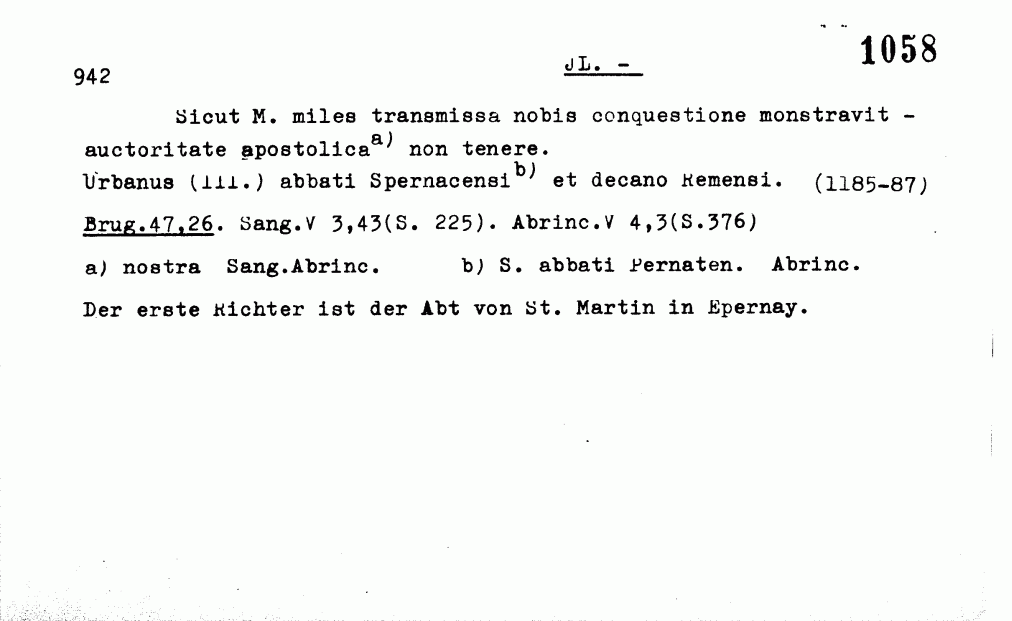 1058
942 JL. -
Sicut M. miles transmissa nobis conquestione monstravit -
auctoritate apostolica a) non tenere.
Urbanus (III.) abbati Spernacensi b) et decano Remensi. (1185-87)
Brug.47,26. Sang.V 3,43(S. 225). Abrinc.V 4,3(S.376)
a) nostra Sang.Abrinc. b) S. abbati Pernaten. Abrinc.
Der erste Richter ist der Abt von St. Martin in Epernay.